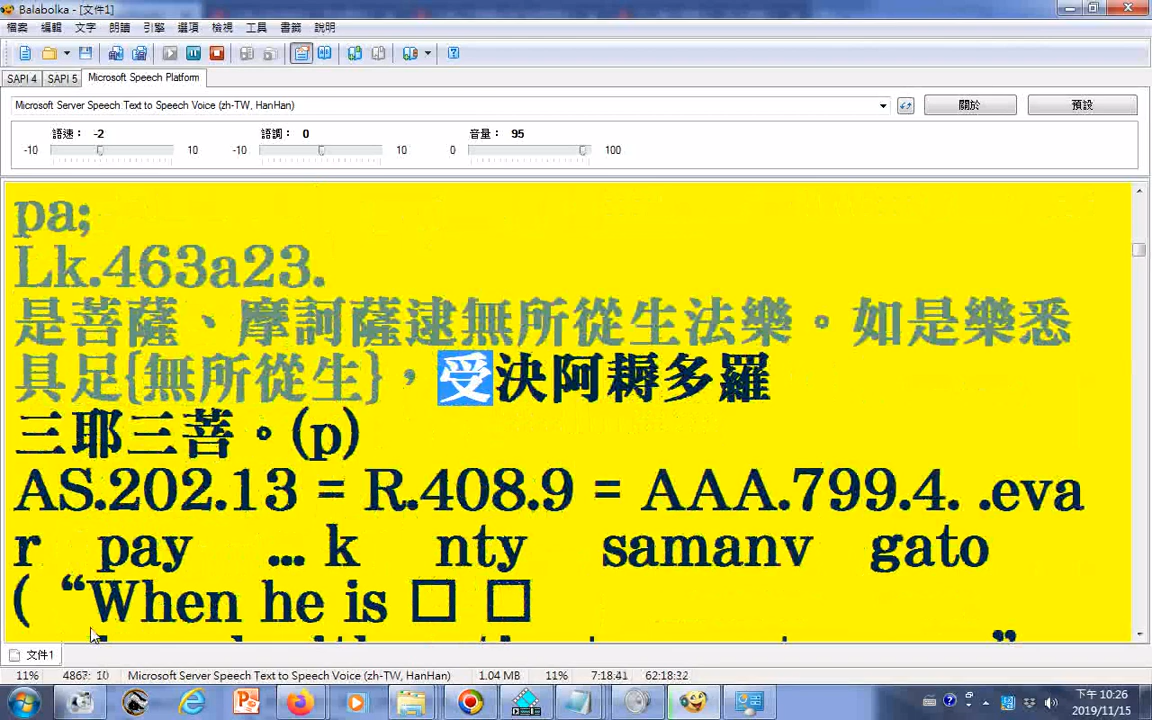 Balabolka - [文件1]
檔案 編輯 文字 朗讀 引擎 選項 檢視 工具 書籤 說明
SAPI 4 SAPI 5 Microsoft Speech Platform
Microsoft Server Speech Text to Speech Voice (zh-TW, HanHan) 關於 預設
語速： -2 語調： 0 音量： 95
-10 10 -10 10 0 100
pa;
Lk.463a23.
是菩薩、摩訶薩逮無所從生法樂。如是樂悉
具足{無所從生}，受決阿耨多羅
三耶三菩。(p)
AS.202.13 = R.408.9 = AAA.799.4. .eva
r pay ... k nty samanv gato
( “When he is □ □
文件1
11% 4867: 10 Microsoft Server Speech Text to Speech Voice (zh-TW, HanHan) 1.04 MB 11% 7:18:41 62:18:32
下午 10:26
2019/11/15